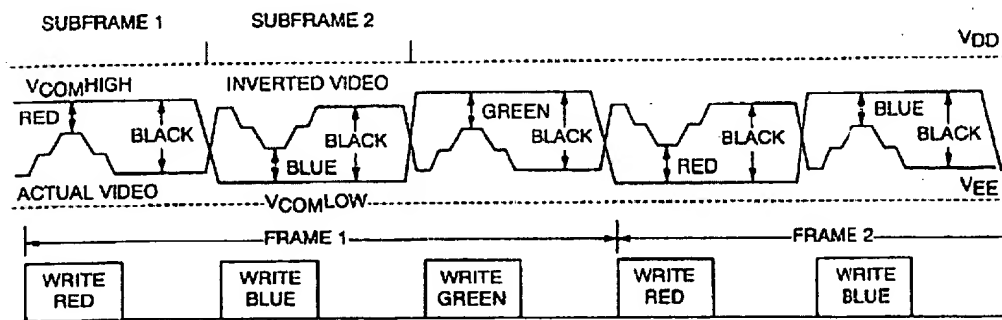 SUBFRAME 1
SUBFRAME 2
VDD
VCOMHIGH
INVERTED VIDEO
RED
BLACK
BLUE
BLACK
GREEN
BLACK
RED
BLACK
BLUE
BLACK
ACTUAL VIDEO
VCOMLOW
VEE
FRAME 1
FRAME 2
WRITE RED
WRITE BLUE
WRITE GREEN
WRITE RED
WRITE BLUE